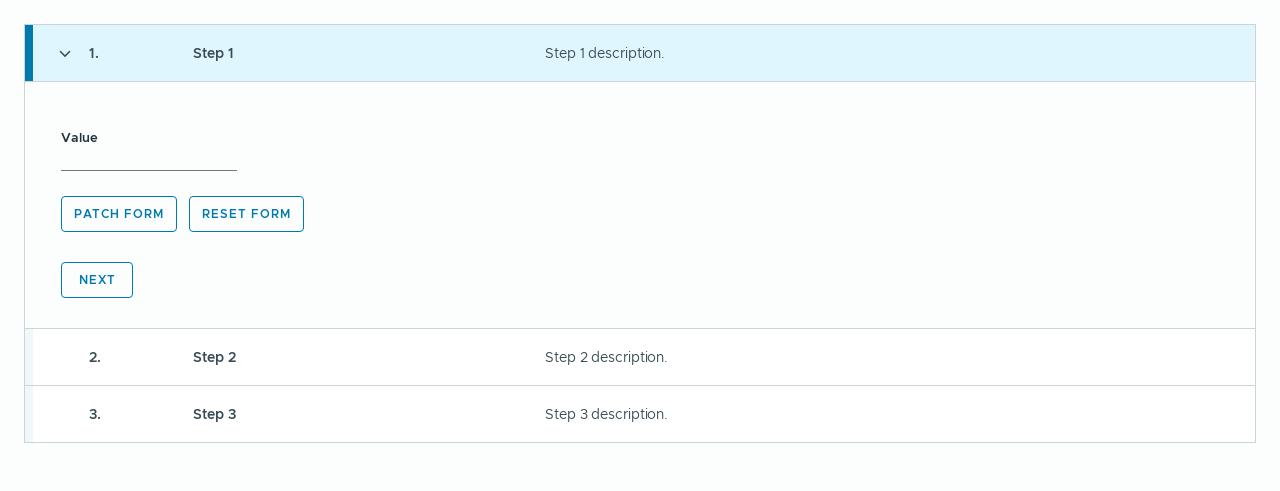 1. Step 1 Step 1 description.
Value
PATCH FORM RESET FORM
NEXT
2. Step 2 Step 2 description.
3. Step 3 Step 3 description.